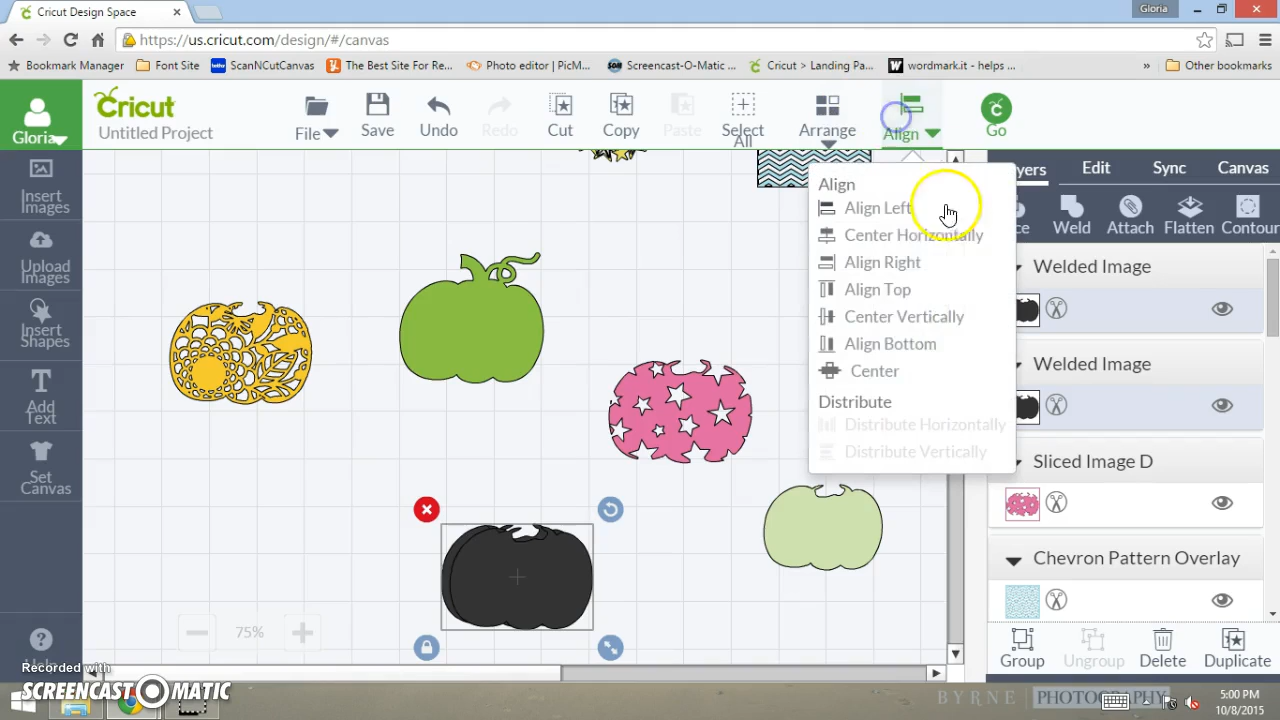 Cricut Design Space
Gloria
https://us.cricut.com/design/#/canvas
Bookmark Manager
Font Site
ScanNCutCanvas
The Best Site For Re...
Photo editor | PicM...
Screencast-O-Matic ...
Cricut > Landing Pa...
wordmark.it - helps ...
»
Other bookmarks
Gloria
Cricut
Untitled Project
File
Save
Undo
Redo
Cut
Copy
Paste
Select All
Arrange
Align
Go
Insert Images
Upload Images
Insert Shapes
Add Text
Set Canvas
Align
Align Left
Center Horizontally
Align Right
Align Top
Center Vertically
Align Bottom
Center
Distribute
Distribute Horizontally
Distribute Vertically
Edit
Sync
Canvas
Weld
Attach
Flatten
Contour
Welded Image
Welded Image
Sliced Image D
Chevron Pattern Overlay
Group
Ungroup
Delete
Duplicate
75%
Recorded with
SCREENCAST-O-MATIC
BYRNE PHOTOGRAPHY
5:00 PM
10/8/2015